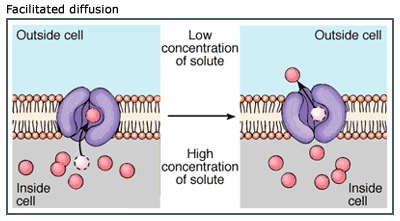 Facilitated diffusion
Outside cell
Low
concentration
of solute
Outside cell
High
concentration
of solute
Inside
cell
Inside
cell